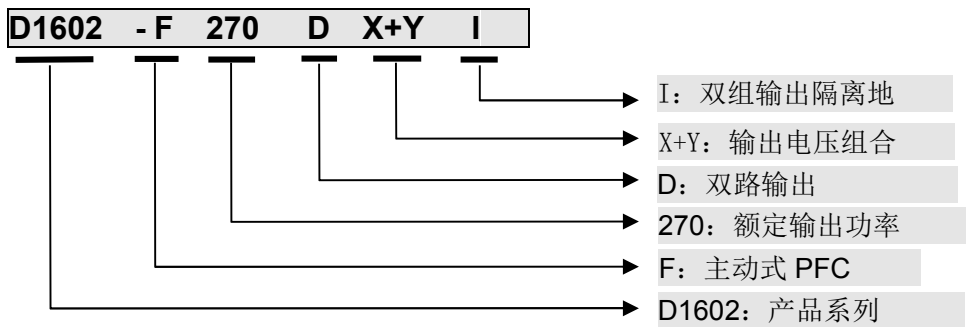 D1602 - F 270 D X+Y I
I：双组输出隔离地
X+Y：输出电压组合
D：双路输出
270：额定输出功率
F：主动式 PFC
D1602：产品系列